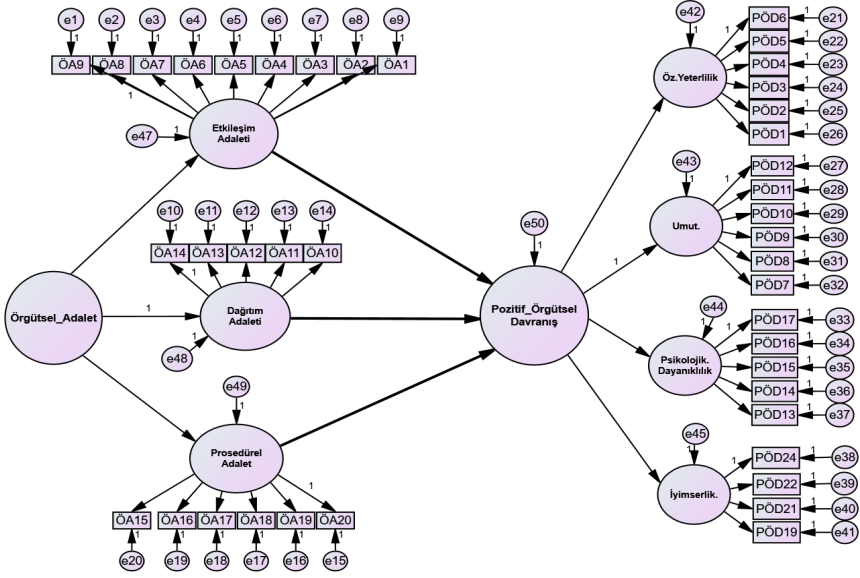 e1 e2 e3 e4 e5 e6 e7 e8 e9
1 1 1 1 1 1 1 1 1
ÖA9 ÖA8 ÖA7 ÖA6 ÖA5 ÖA4 ÖA3 ÖA2 ÖA1
1
e47
1
Etkileşim
Adaleti
e10 e11 e12 e13 e14
1 1 1 1 1
ÖA14 ÖA13 ÖA12 ÖA11 ÖA10
1
Örgütsel_Adalet
1
Dağıtım
Adaleti
1
e48
e49
1
Prosedürel
Adalet
1
ÖA15 ÖA16 ÖA17 ÖA18 ÖA19 ÖA20
1 1 1 1 1 1
e20 e19 e18 e17 e16 e15
e50
1
Pozitif_Örgütsel
Davranış
1
e42
1
Öz.Yeterlilik
1
PÖD6 1 e21
PÖD5 1 e22
PÖD4 1 e23
PÖD3 1 e24
PÖD2 1 e25
PÖD1 1 e26
e43
1
Umut.
1
PÖD12 1 e27
PÖD11 1 e28
PÖD10 1 e29
PÖD9 1 e30
PÖD8 1 e31
PÖD7 1 e32
e44
1
Psikolojik.
Dayanıklılık
1
PÖD17 1 e33
PÖD16 1 e34
PÖD15 1 e35
PÖD14 1 e36
PÖD13 1 e37
e45
1
İyimserlik.
1
PÖD24 1 e38
PÖD22 1 e39
PÖD21 1 e40
PÖD19 1 e41